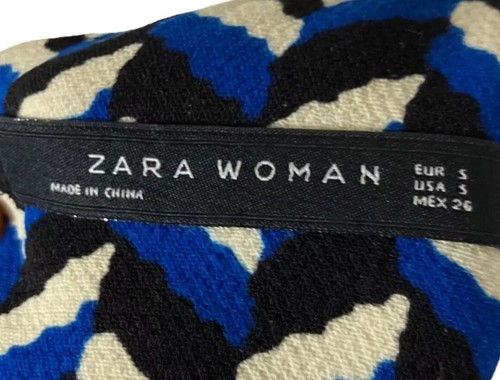 ZARA WOMAN
MADE IN CHINA
EUR S
USA S
MEX 26